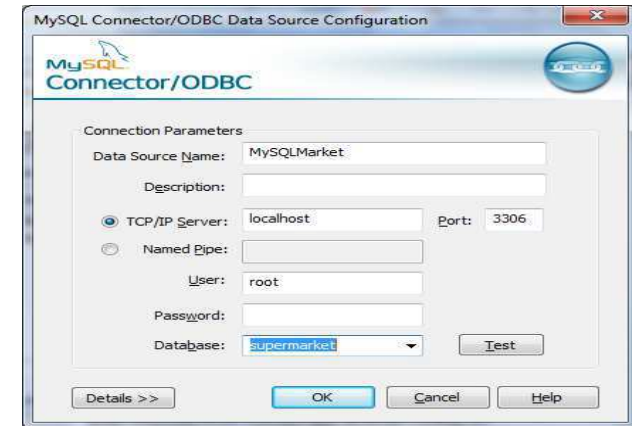 MySQL Connector/ODBC Data Source Configuration
MySQL
Connector/ODBC
Connection Parameters
Data Source Name: MySQLMarket
Description:
TCP/IP Server: localhost Port: 3306
Named Pipe:
User: root
Password:
Database: supermarket Test
Details >> OK Cancel Help